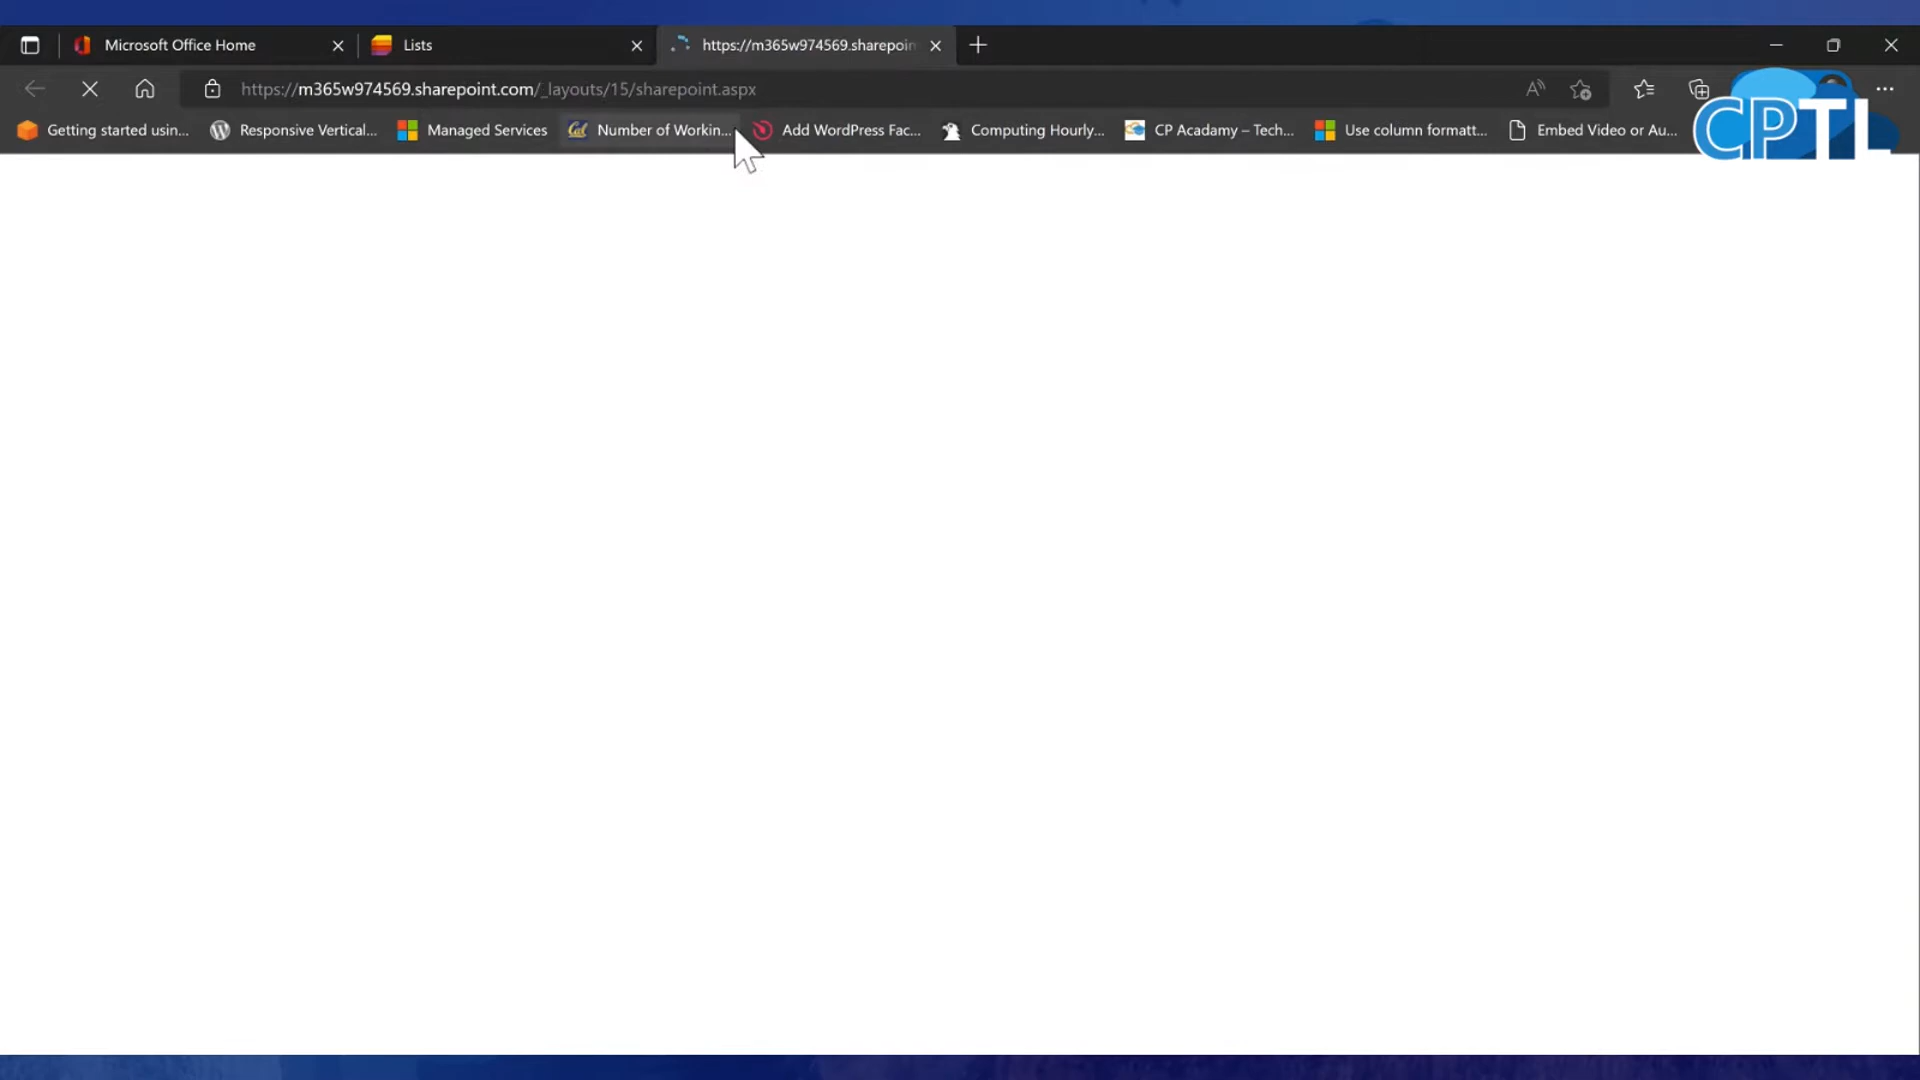 Microsoft Office Home
Lists
https://m365w974569.sharepoin
https://m365w974569.sharepoint.com/_layouts/15/sharepoint.aspx
Getting started usin...
Responsive Vertical...
Managed Services
Cal
Number of Workin...
Add WordPress Fac...
Computing Hourly...
CP Acadamy – Tech...
Use column formatt...
Embed Video or Au...
CPTL